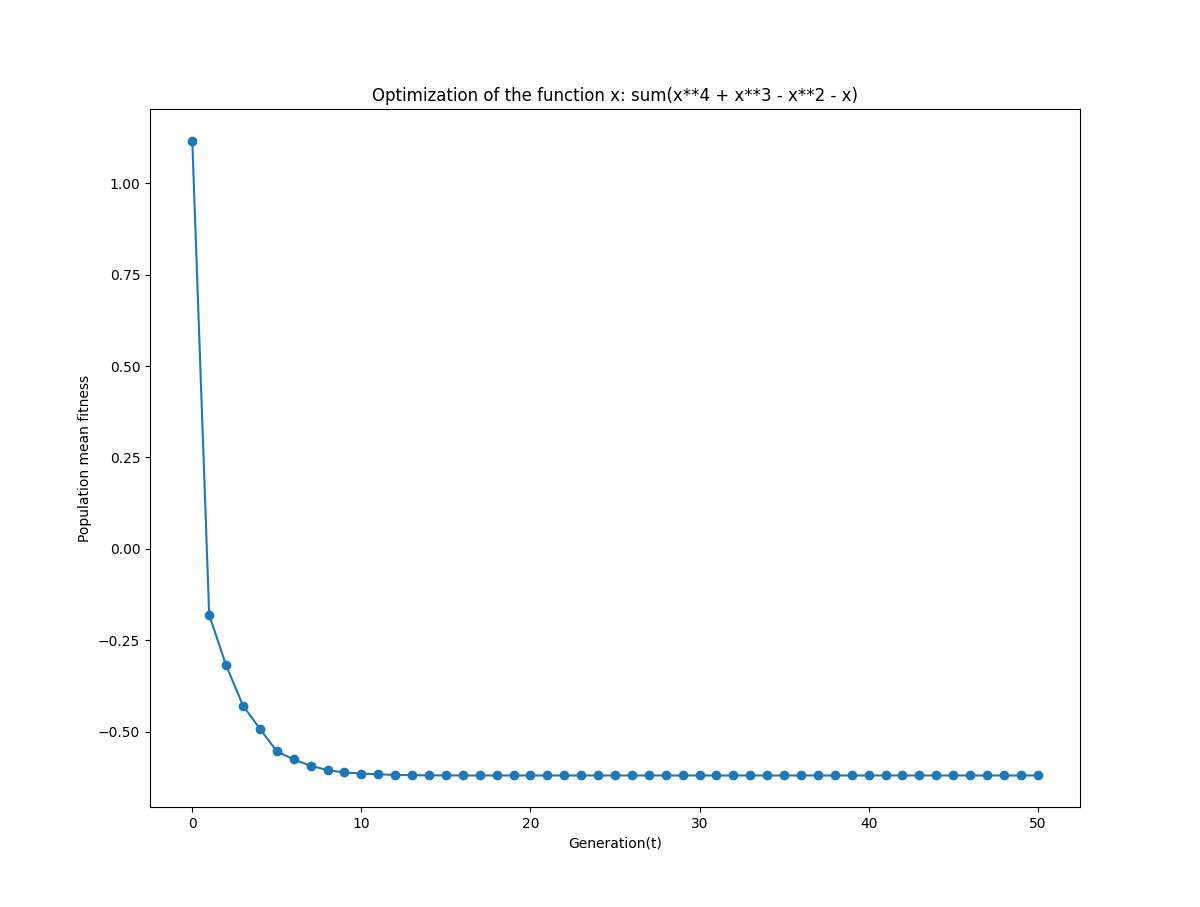 Optimization of the function x: sum(x**4 + x**3 - x**2 - x)
1.00
0.75
0.50
0.25
0.00
−0.25
−0.50
Population mean fitness
0 10 20 30 40 50
Generation(t)